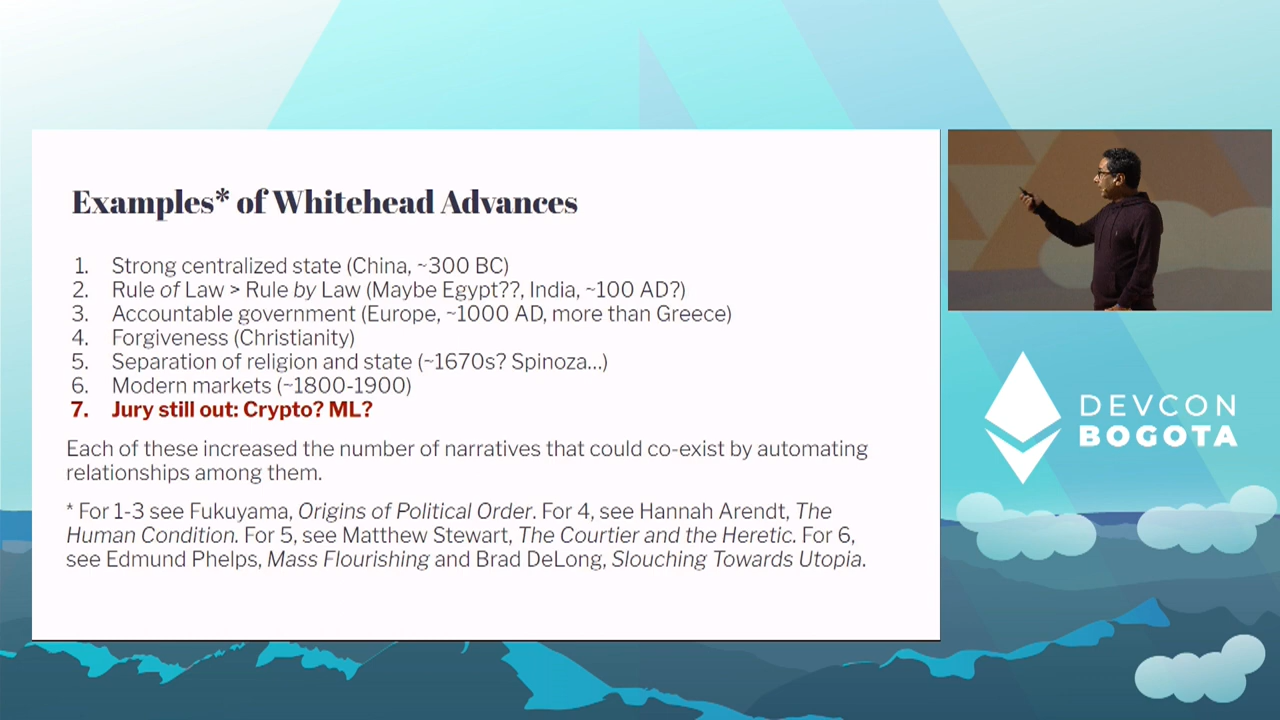 Examples* of Whitehead Advances
1. Strong centralized state (China, ~300 BC)
2. Rule of Law > Rule by Law (Maybe Egypt??, India, ~100 AD?)
3. Accountable government (Europe, ~1000 AD, more than Greece)
4. Forgiveness (Christianity)
5. Separation of religion and state (~1670s? Spinoza...)
6. Modern markets (~1800-1900)
7. Jury still out: Crypto? ML?
Each of these increased the number of narratives that could co-exist by automating
relationships among them.
* For 1-3 see Fukuyama, Origins of Political Order. For 4, see Hannah Arendt, The
Human Condition. For 5, see Matthew Stewart, The Courtier and the Heretic. For 6,
see Edmund Phelps, Mass Flourishing and Brad DeLong, Slouching Towards Utopia.
DEVCON
BOGOTA